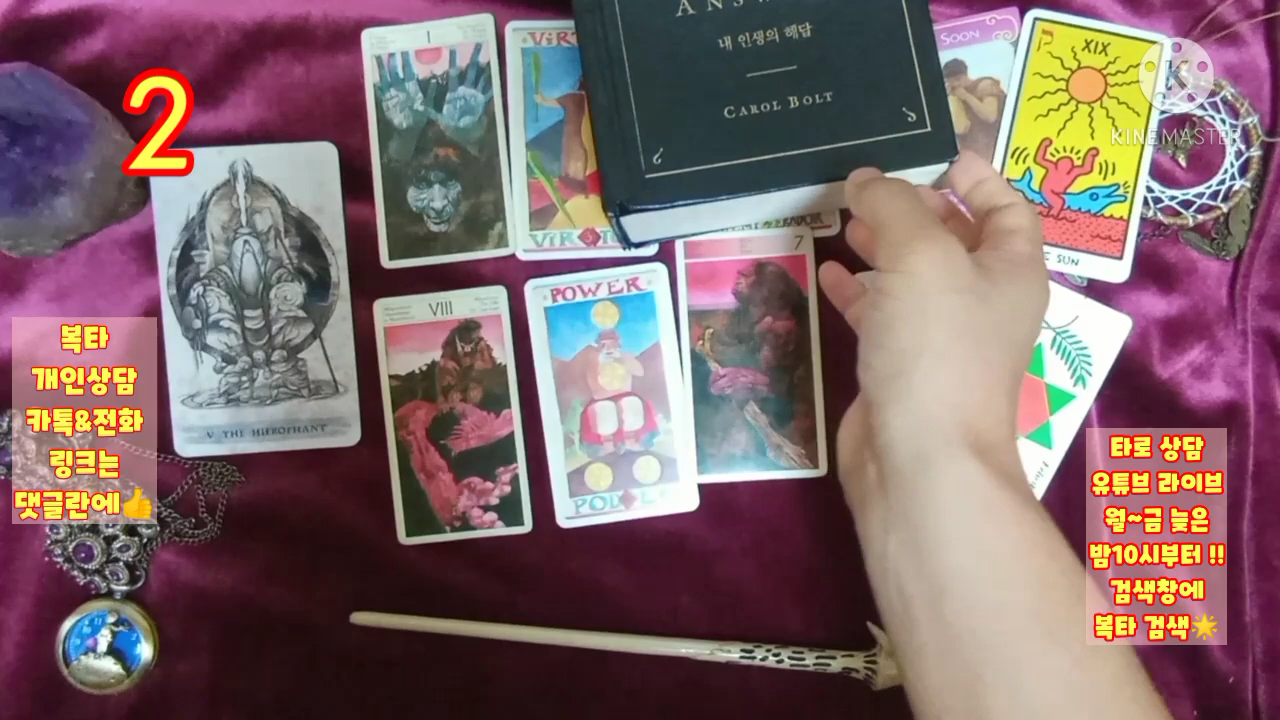 2
I
VIRT
ANSW
내 인생의 해답
CAROL BOLT
SOON
XIX
K
KINEMASTER
VIRTU
7
E SUN
V THE HIEROPHANT
VIII
POWER
복타
개인상담
카톡&전화
링크는
댓글란에👍
타로 상담
유튜브 라이브
월~금 늦은
밤10시부터 !!
검색창에
복타 검색🌟